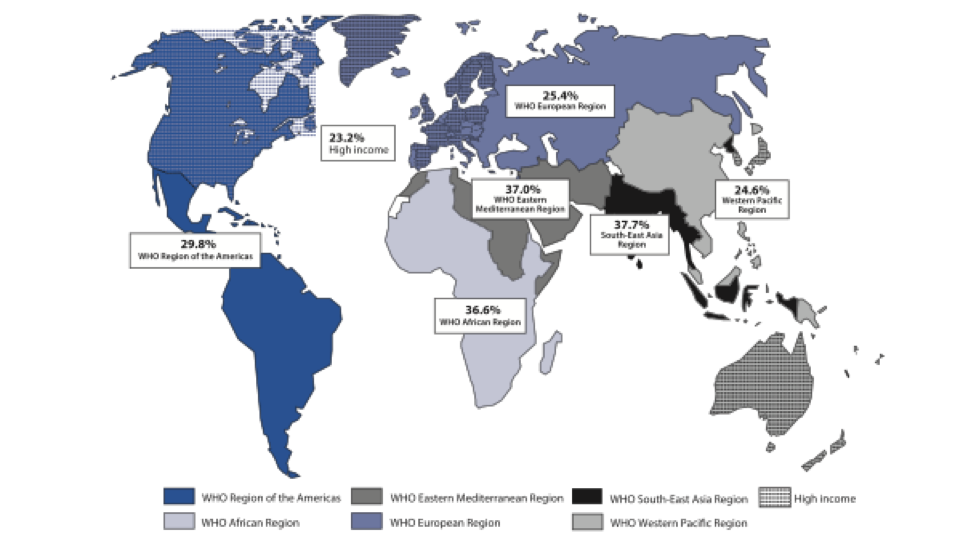 25.4%
WHO European Region
23.2%
High income
37.0%
WHO Eastern
Mediterranean Region
24.6%
Western Pacific
Region
37.7%
South-East Asia
Region
29.8%
WHO Region of the Americas
36.6%
WHO African Region
WHO Region of the Americas
WHO Eastern Mediterranean Region
WHO South-East Asia Region
High income
WHO African Region
WHO European Region
WHO Western Pacific Region